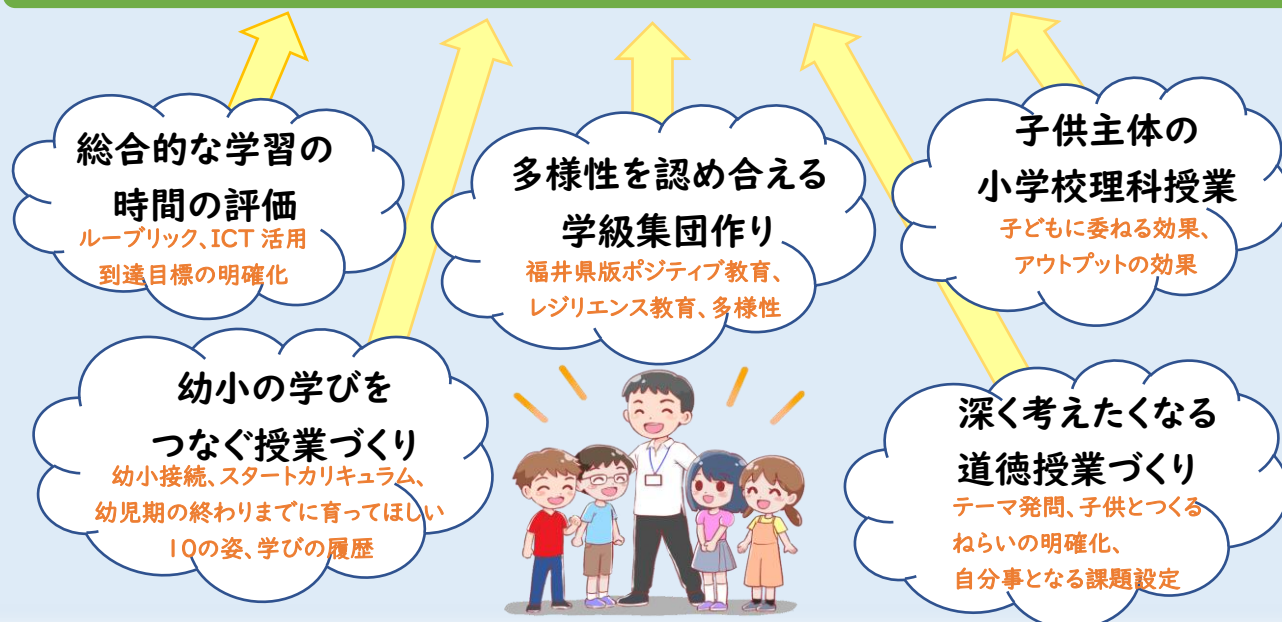 総合的な学習の
時間の評価
ルーブリック、ICT 活用
到達目標の明確化
多様性を認め合える
学級集団作り
福井県版ポジティブ教育、
レジリエンス教育、多様性
子供主体の
小学校理科授業
子どもに委ねる効果、
アウトプットの効果
幼小の学びを
つなぐ授業づくり
幼小接続、スタートカリキュラム、
幼児期の終わりまでに育ってほしい
10の姿、学びの履歴
深く考えたくなる
道徳授業づくり
テーマ発問、子供とつくる
ねらいの明確化、
自分事となる課題設定